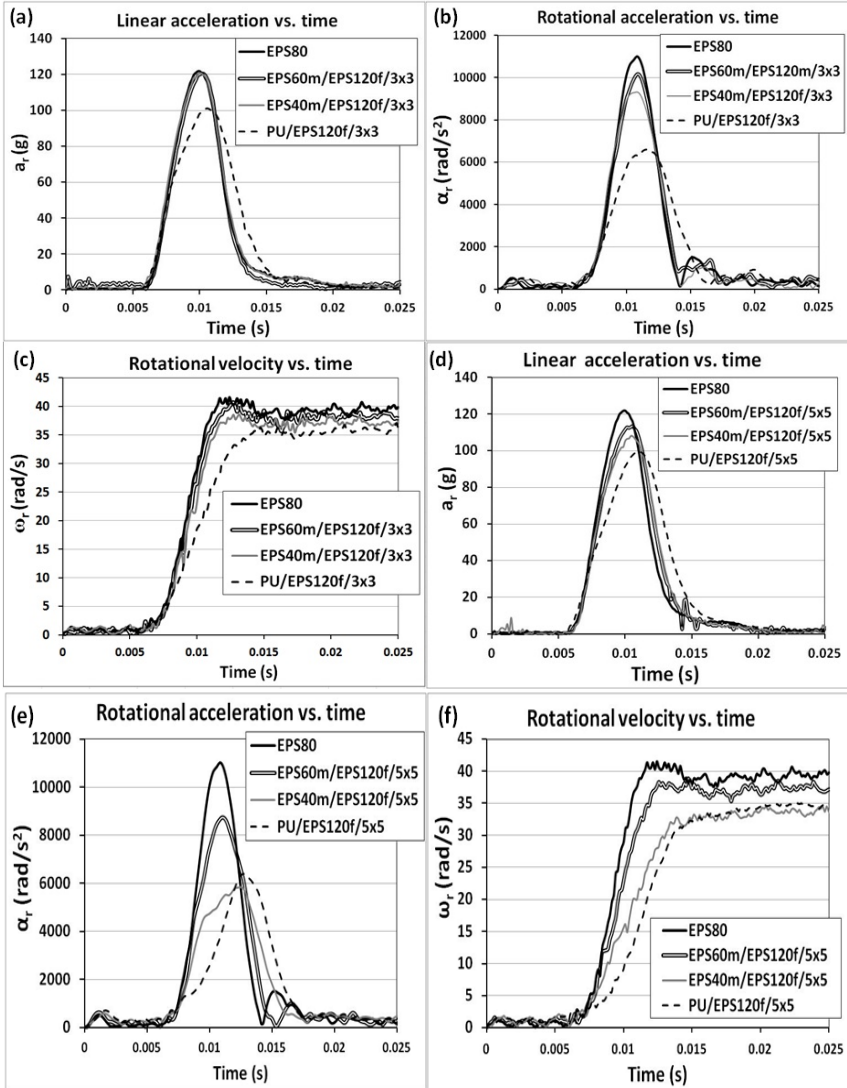 (a)
Linear acceleration vs. time
140
120
100
80
60
40
20
0
a_r (g)
EPS80
EPS60m/EPS120f/3x3
EPS40m/EPS120f/3x3
PU/EPS120f/3x3
0 0.005 0.01 0.015 0.02 0.025
Time (s)
(b)
Rotational acceleration vs. time
12000
10000
8000
6000
4000
2000
0
α_r (rad/s²)
EPS80
EPS60m/EPS120m/3x3
EPS40m/EPS120f/3x3
PU/EPS120f/3x3
0 0.005 0.01 0.015 0.02 0.025
Time (s)
(c)
Rotational velocity vs. time
45
40
35
30
25
20
15
10
5
0
ω_r (rad/s)
EPS80
EPS60m/EPS120f/3x3
EPS40m/EPS120f/3x3
PU/EPS120f/3x3
0 0.005 0.01 0.015 0.02 0.025
Time (s)
(d)
Linear acceleration vs. time
140
120
100
80
60
40
20
0
a_r (g)
EPS80
EPS60m/EPS120f/5x5
EPS40m/EPS120f/5x5
PU/EPS120f/5x5
0 0.005 0.01 0.015 0.02 0.025
Time (s)
(e)
Rotational acceleration vs. time
12000
10000
8000
6000
4000
2000
0
α_r (rad/s²)
EPS80
EPS60m/EPS120f/5x5
EPS40m/EPS120f/5x5
PU/EPS120f/5x5
0 0.005 0.01 0.015 0.02 0.025
Time (s)
(f)
Rotational velocity vs. time
45
40
35
30
25
20
15
10
5
0
ω_r (rad/s)
EPS80
EPS60m/EPS120f/5x5
EPS40m/EPS120f/5x5
PU/EPS120f/5x5
0 0.005 0.01 0.015 0.02 0.025
Time (s)